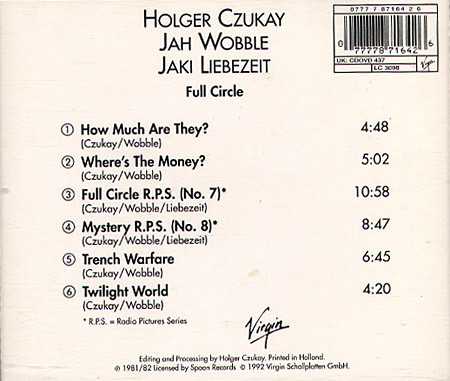 HOLGER CZUKAY
JAH WOBBLE
JAKI LIEBEZEIT
Full Circle
0777 7 87164 2 6
0 77778 71642 6
UK: CDOVD 437
LC 3098
Virgin
1 How Much Are They? 4:48
(Czukay/Wobble)
2 Where's The Money? 5:02
(Czukay/Wobble)
3 Full Circle R.P.S. (No. 7)* 10:58
(Czukay/Wobble/Liebezeit)
4 Mystery R.P.S. (No. 8)* 8:47
(Czukay/Wobble/Liebezeit)
5 Trench Warfare 6:45
(Czukay/Wobble)
6 Twilight World 4:20
(Czukay/Wobble)
* R.P.S. = Radio Pictures Series
Virgin
Editing and Processing by Holger Czukay. Printed in Holland.
℗ 1981/82 Licensed by Spoon Records © 1992 Virgin Schallplatten GmbH.